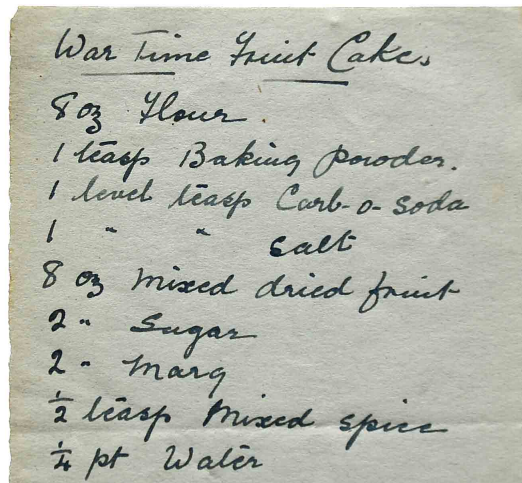 War Time Fruit Cake.
8 oz Flour.
1 teasp Baking Powder.
1 level teasp Carb-o-soda
1 " " salt
8 oz Mixed dried fruit
2 " Sugar
2 " Marg
½ teasp Mixed spice
¼ pt Water